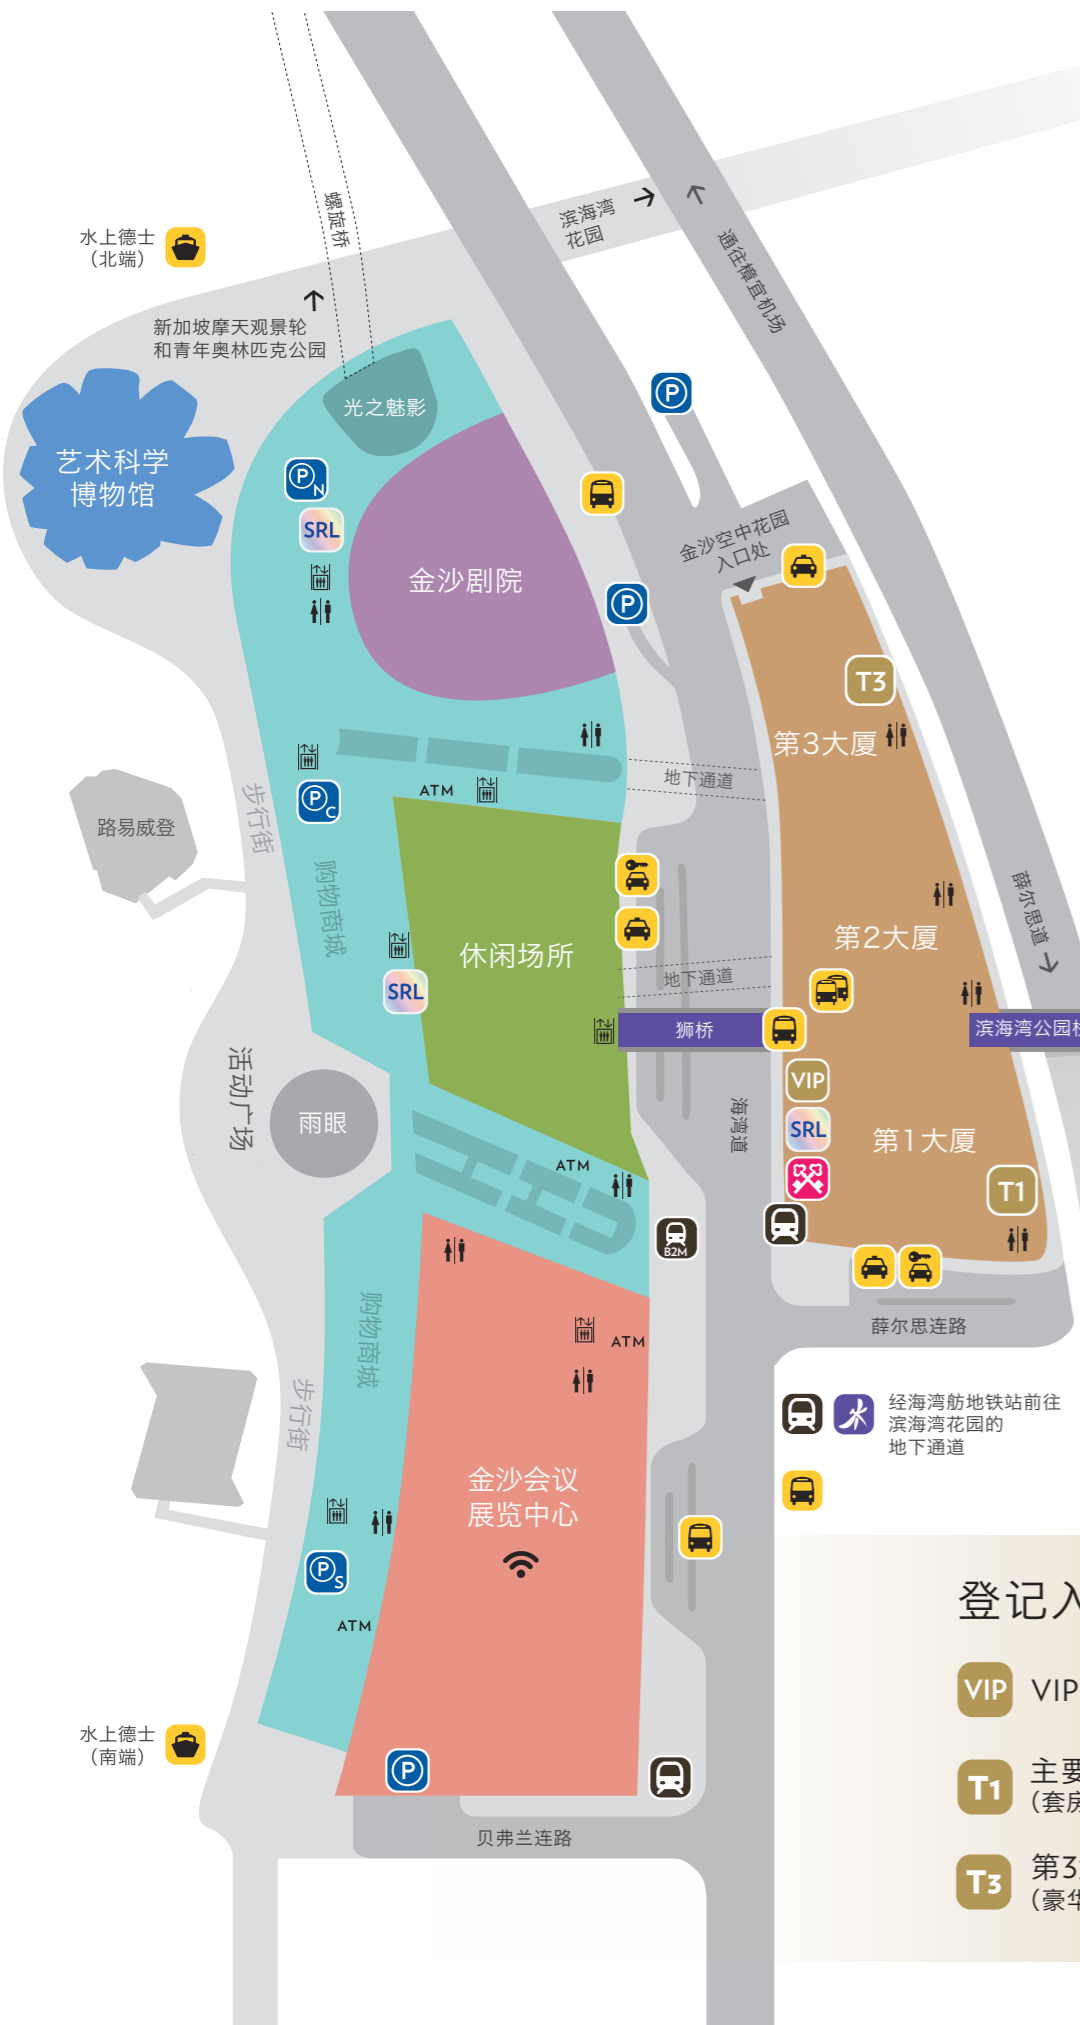 螺旋桥
滨海湾
花园
水上德士
（北端）
通往樟宜机场
新加坡摩天观景轮
和青年奥林匹克公园
光之魅影
P
艺术科学
博物馆
PN
SRL
金沙空中花园
入口处
金沙剧院
P
T3
第3大厦
地下通道
ATM
PC
步行街
路易威登
购物商城
薛尔思道
第2大厦
休闲场所
地下通道
SRL
狮桥
滨海湾公园
活动广场
VIP
雨眼
海湾道
SRL
第1大厦
ATM
T1
B2M
购物商城
薛尔思连路
ATM
步行街
经海湾舫地铁站前往
滨海湾花园的
地下通道
金沙会议
展览中心
PS
登记入
ATM
VIP VIP
水上德士
（南端）
P
T1 主要
（套房
贝弗兰连路
T3 第3
（豪华